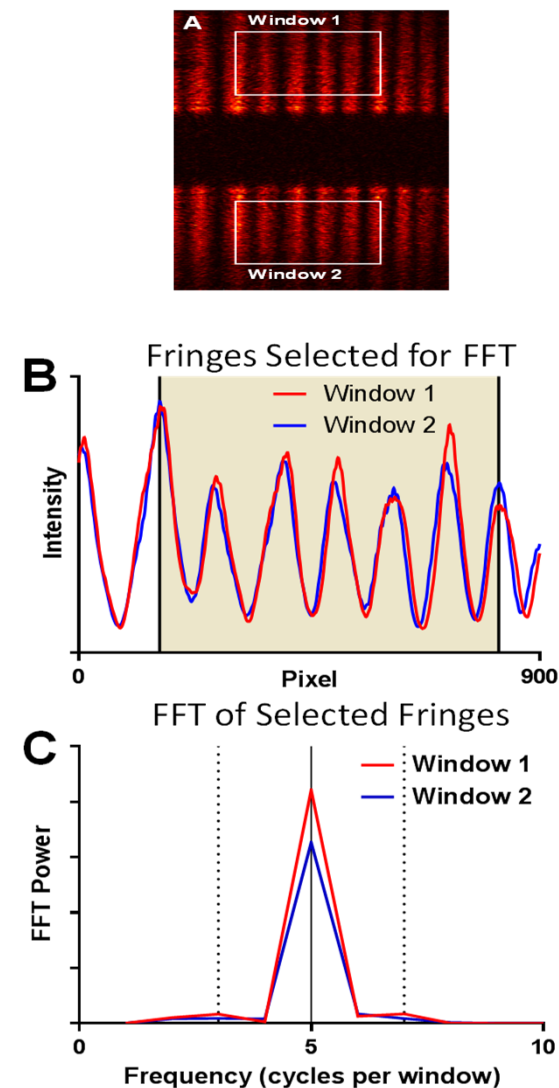 A
Window 1
Window 2
B
Fringes Selected for FFT
Window 1
Window 2
Intensity
0
Pixel
900
FFT of Selected Fringes
C
Window 1
Window 2
FFT Power
0
5
10
Frequency (cycles per window)